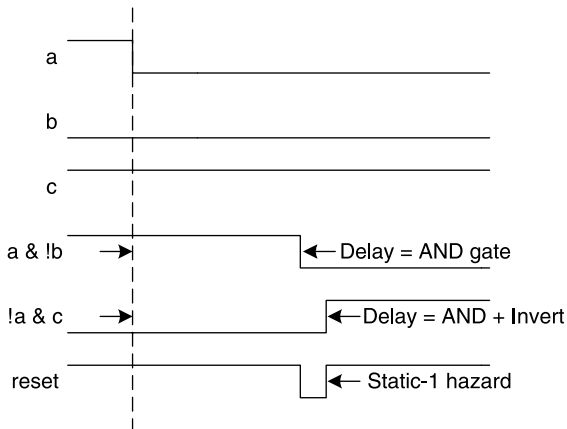 a
b
c
a & !b
Delay = AND gate
!a & c
Delay = AND + Invert
reset
Static-1 hazard